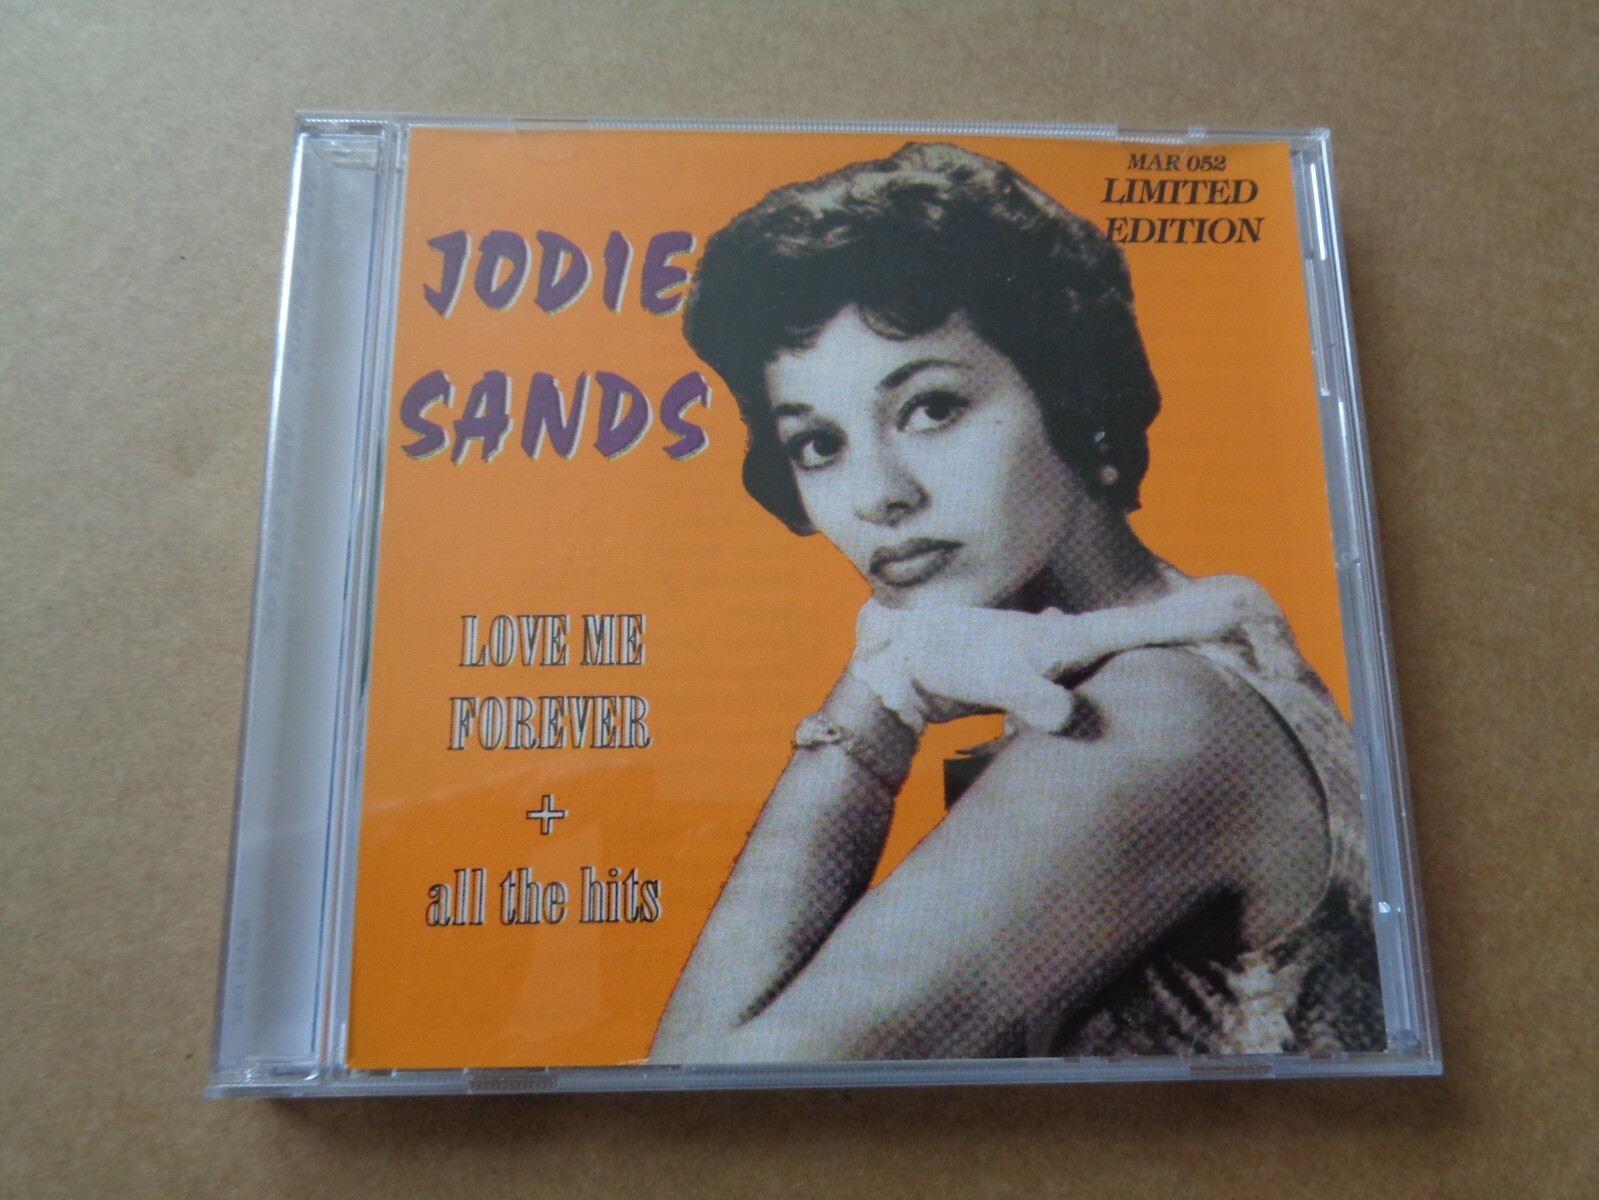 JODIE
SANDS
MAR 052
LIMITED
EDITION
LOVE ME
FOREVER
+
all the hits